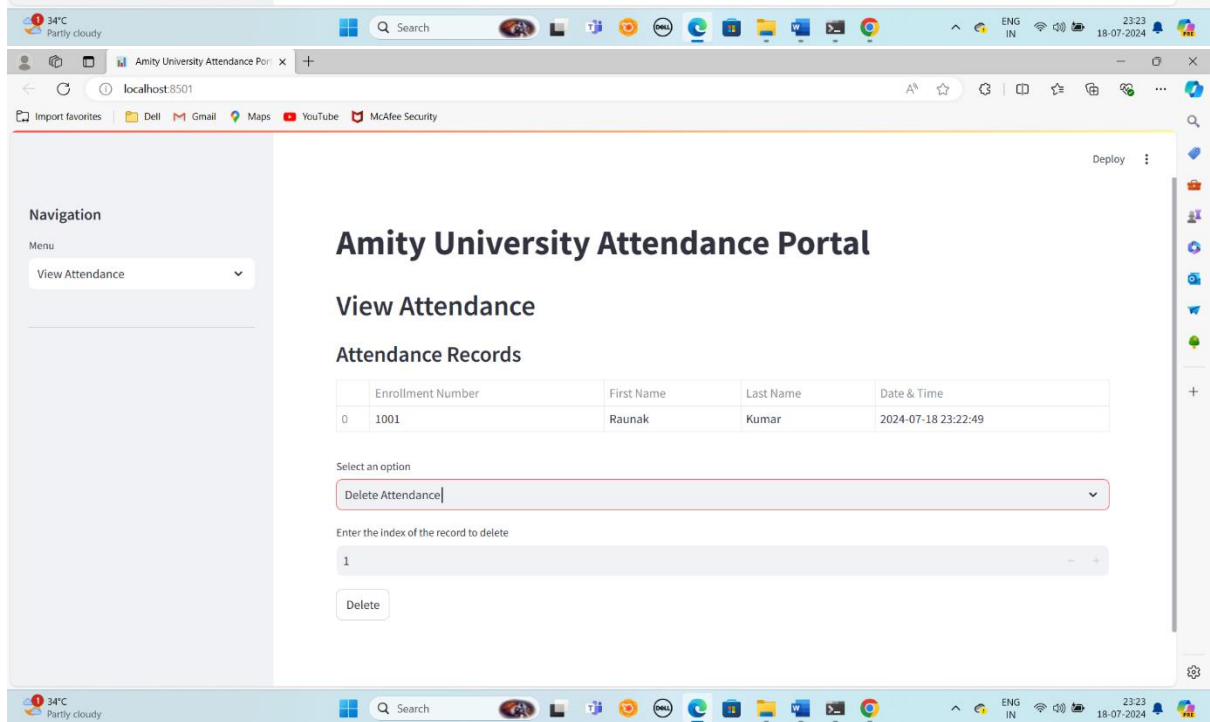 34°C
Partly cloudy
Search
ENG
IN
23:23
18-07-2024
Amity University Attendance Por
localhost:8501
Import favorites
Dell
Gmail
Maps
YouTube
McAfee Security
Deploy
Navigation
Menu
View Attendance
Amity University Attendance Portal
View Attendance
Attendance Records
Enrollment Number First Name Last Name Date & Time
0 1001 Raunak Kumar 2024-07-18 23:22:49
Select an option
Delete Attendance
Enter the index of the record to delete
1
Delete
34°C
Partly cloudy
Search
ENG
IN
23:23
18-07-2024